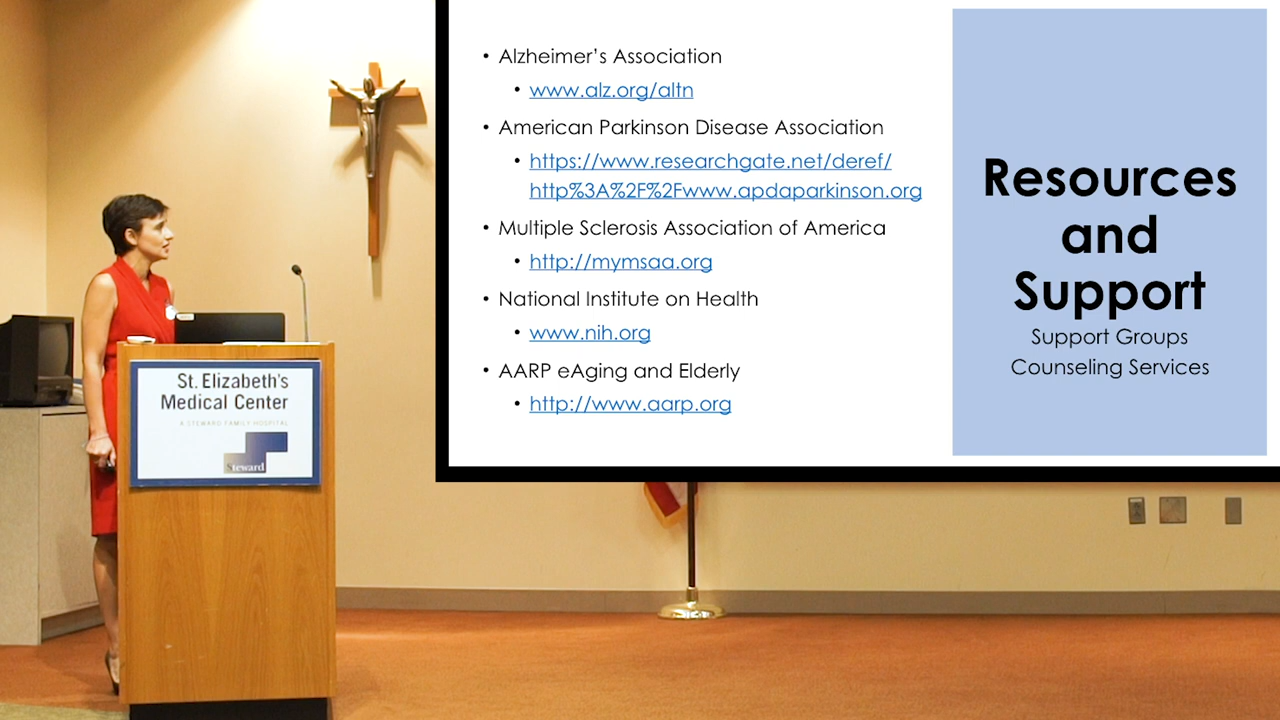 • Alzheimer's Association
• www.alz.org/altn
• American Parkinson Disease Association
• https://www.researchgate.net/deref/
http%3A%2F%2Fwww.apdaparkinson.org
• Multiple Sclerosis Association of America
• http://mymsaa.org
• National Institute on Health
• www.nih.org
• AARP eAging and Elderly
• http://www.aarp.org
Resources
and
Support
Support Groups
Counseling Services
St. Elizabeth's
Medical Center
A STEWARD FAMILY HOSPITAL
Steward